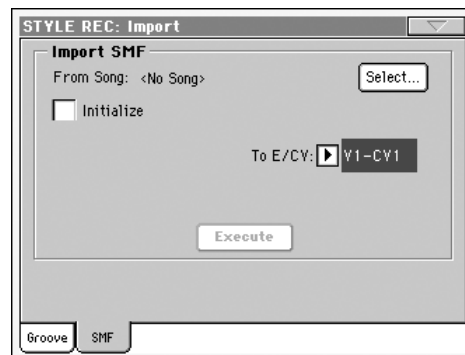 STYLE REC: Import
Import SMF
From Song: <No Song>
Select...
Initialize
To E/CV: V1-CV1
Execute
Groove
SMF